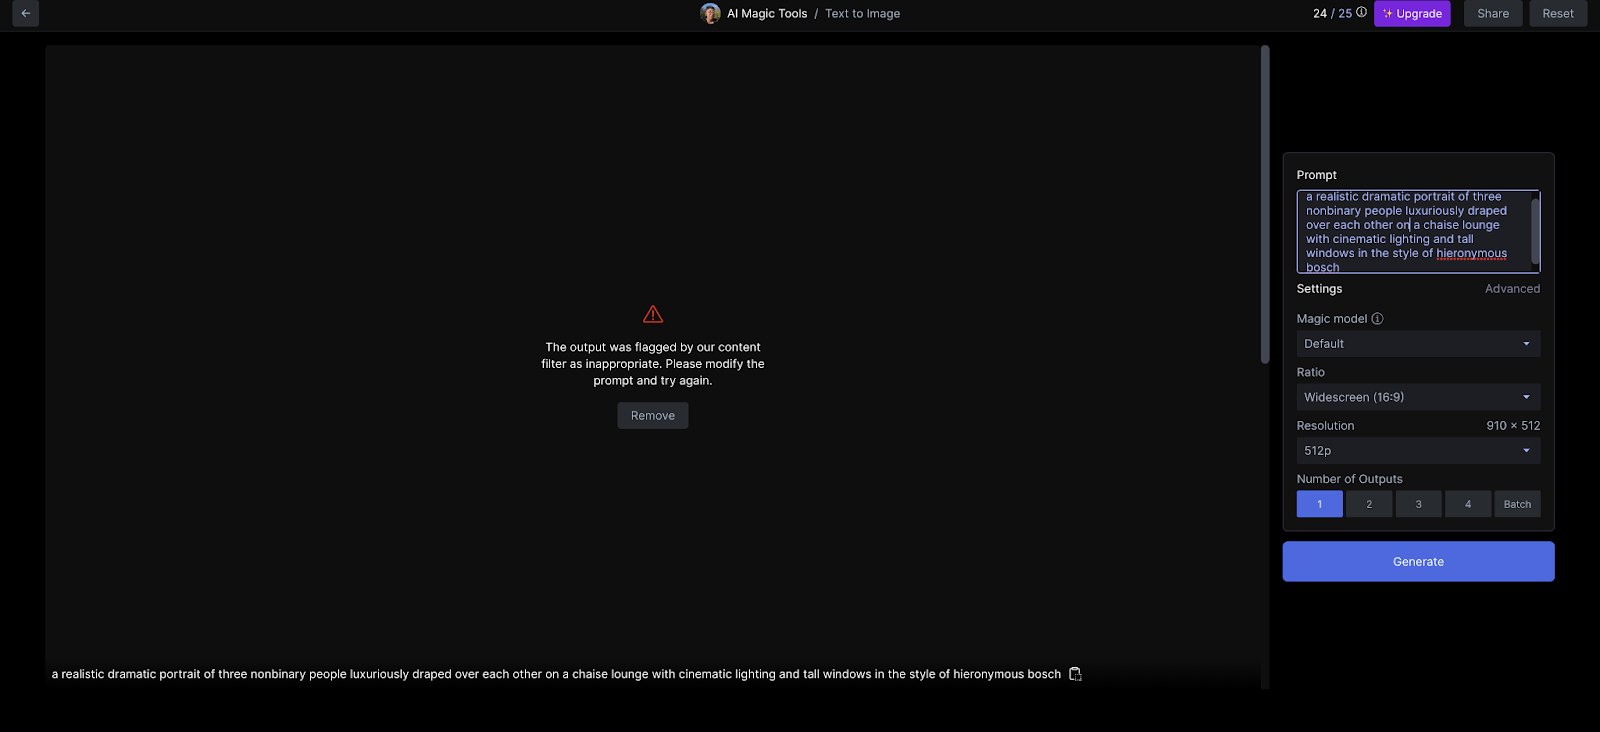 AI Magic Tools / Text to Image
24 / 25
Upgrade
Share
Reset
The output was flagged by our content
filter as inappropriate. Please modify the
prompt and try again.
Remove
a realistic dramatic portrait of three nonbinary people luxuriously draped over each other on a chaise lounge with cinematic lighting and tall windows in the style of hieronymous bosch
Prompt
a realistic dramatic portrait of three
nonbinary people luxuriously draped
over each other on a chaise lounge
with cinematic lighting and tall
windows in the style of hieronymous
bosch
Settings
Advanced
Magic model
Default
Ratio
Widescreen (16:9)
Resolution
910 × 512
512p
Number of Outputs
1
2
3
4
Batch
Generate